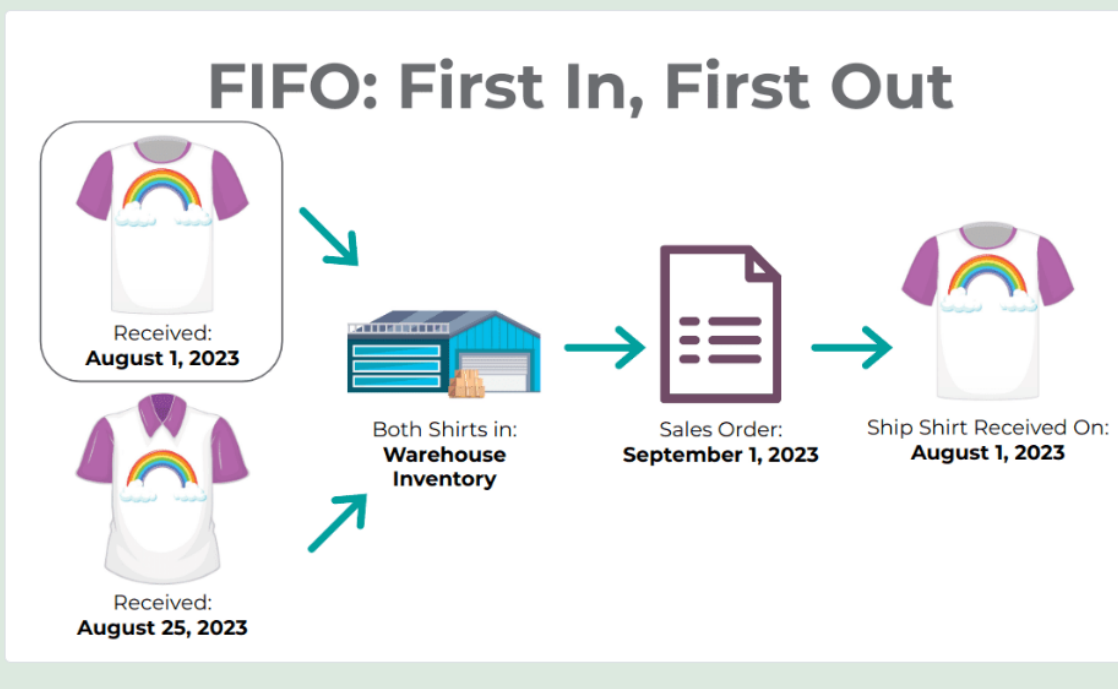 FIFO: First In, First Out
Received:
August 1, 2023
Received:
August 25, 2023
Both Shirts in:
Warehouse
Inventory
Sales Order:
September 1, 2023
Ship Shirt Received On:
August 1, 2023